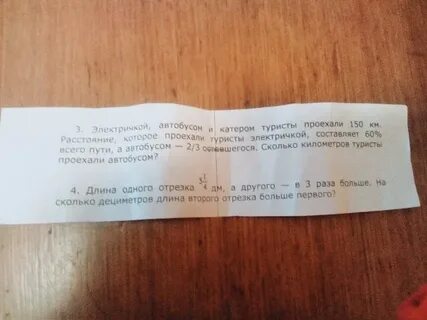 3. Электричкой, автобусом и катером туристы проехали 150 км.
Расстояние, которое проехали туристы электричкой, составляет 60%
всего пути, а автобусом — 2/3 оставшегося. Сколько километров туристы
проехали автобусом?
4. Длина одного отрезка 5 1/4 дм, а другого — в 3 раза больше. На
сколько дециметров длина второго отрезка больше первого?